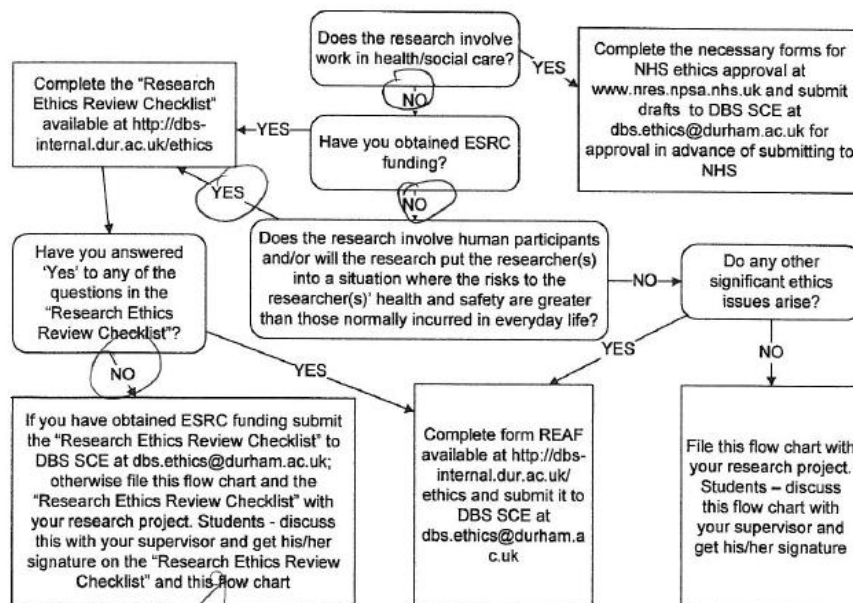 Does the research involve
work in health/social care?
YES
Complete the necessary forms for
NHS ethics approval at
www.nres.npsa.nhs.uk and submit
drafts to DBS SCE at
dbs.ethics@durham.ac.uk for
approval in advance of submitting to
NHS
NO
Complete the "Research
Ethics Review Checklist"
available at http://dbs-
internal.dur.ac.uk/ethics
YES
Have you obtained ESRC
funding?
YES
NO
Does the research involve human participants
and/or will the research put the researcher(s)
into a situation where the risks to the
researcher(s)' health and safety are greater
than those normally incurred in everyday life?
NO
Do any other
significant ethics
issues arise?
Have you answered
'Yes' to any of the
questions in the
"Research Ethics
Review Checklist"?
NO
YES
YES
NO
If you have obtained ESRC funding submit
the "Research Ethics Review Checklist" to
DBS SCE at dbs.ethics@durham.ac.uk;
otherwise file this flow chart and the
"Research Ethics Review Checklist" with
your research project. Students - discuss
this with your supervisor and get his/her
signature on the "Research Ethics Review
Checklist" and this flow chart
Complete form REAF
available at http://dbs-
internal.dur.ac.uk/
ethics and submit it to
DBS SCE at
dbs.ethics@durham.a
c.uk
File this flow chart with
your research project.
Students – discuss
this flow chart with
your supervisor and
get his/her signature